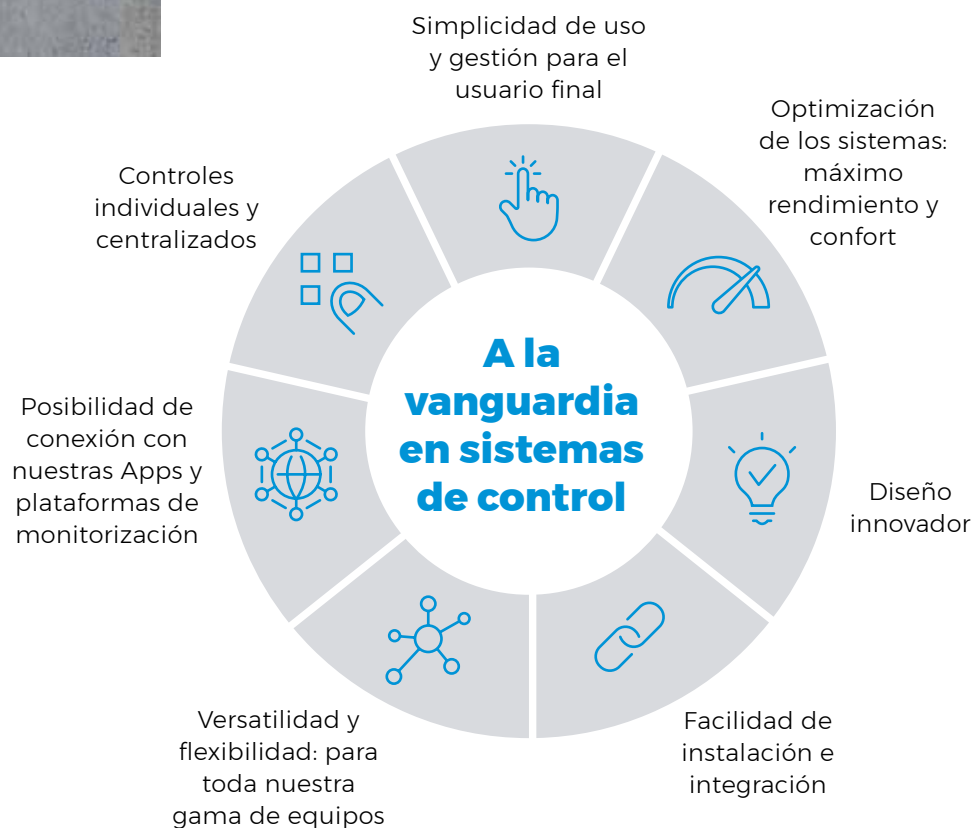 Simplicidad de uso
y gestión para el
usuario final
Optimización
de los sistemas:
máximo
rendimiento y
confort
Controles
individuales y
centralizados
A la
vanguardia
en sistemas
de control
Posibilidad de
conexión con
nuestras Apps y
plataformas de
monitorización
Diseño
innovador
Versatilidad y
flexibilidad: para
toda nuestra
gama de equipos
Facilidad de
instalación e
integración